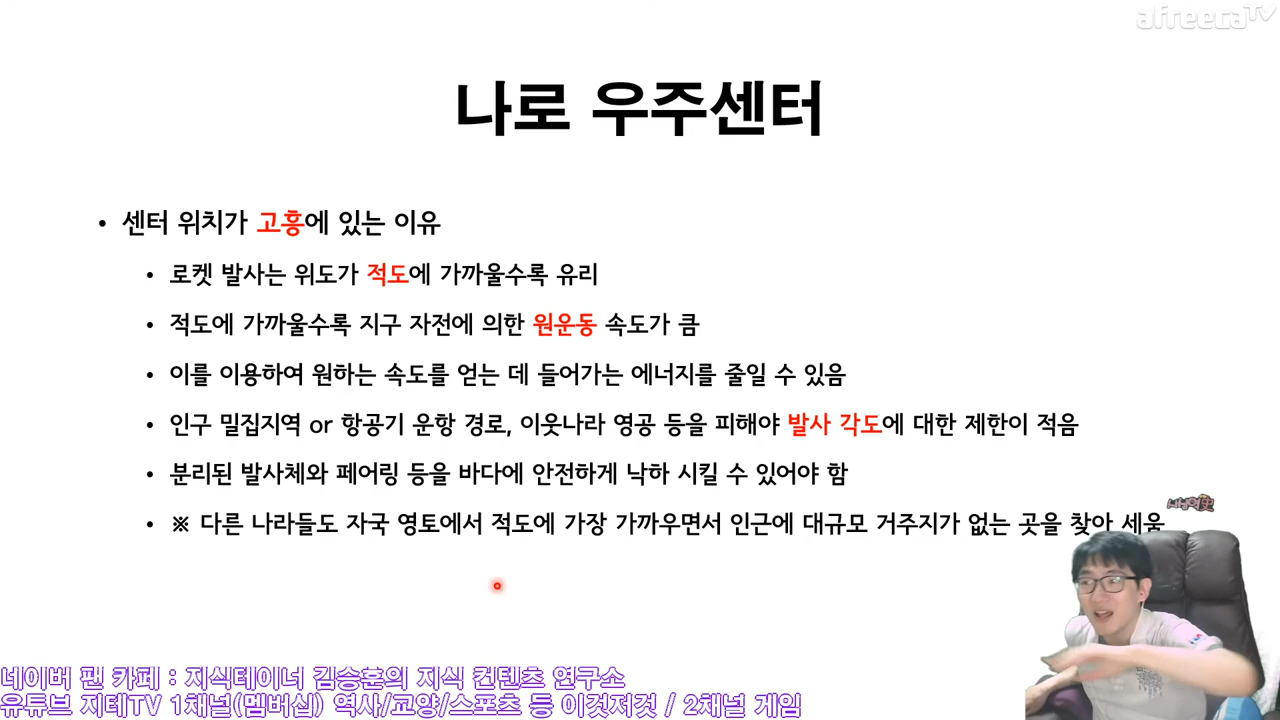 afreecaTV
나로 우주센터
• 센터 위치가 고흥에 있는 이유
• 로켓 발사는 위도가 적도에 가까울수록 유리
• 적도에 가까울수록 지구 자전에 의한 원운동 속도가 큼
• 이를 이용하여 원하는 속도를 얻는 데 들어가는 에너지를 줄일 수 있음
• 인구 밀집지역 or 항공기 운항 경로, 이웃나라 영공 등을 피해야 발사 각도에 대한 제한이 적음
• 분리된 발사체와 페어링 등을 바다에 안전하게 낙하 시킬 수 있어야 함
• ※ 다른 나라들도 자국 영토에서 적도에 가장 가까우면서 인근에 대규모 거주지가 없는 곳을 찾아 세움
네이버 팬 카페 : 지식테이너 김승훈의 지식 컨텐츠 연구소
유튜브 지테TV 1채널(멤버십) 역사/교양/스포츠 등 이것저것 / 2채널 게임